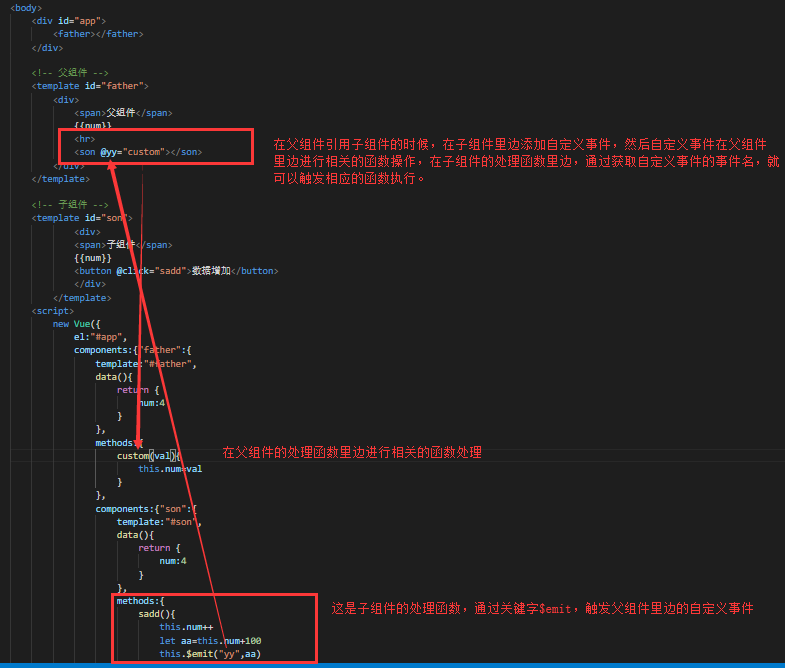 <body>
<div id="app">
<father></father>
</div>
<!-- 父组件 -->
<template id="father">
<div>
<span>父组件</span>
{{num}}
<hr>
<son @yy="custom"></son>
</div>
</template>
在父组件引用子组件的时候，在子组件里边添加自定义事件，然后自定义事件在父组件
里边进行相关的函数操作，在子组件的处理函数里边，通过获取自定义事件的事件名，就
可以触发相应的函数执行。
<!-- 子组件 -->
<template id="son">
<div>
<span>子组件</span>
{{num}}
<button @click="sadd">数据增加</button>
</div>
</template>
<script>
new Vue({
el:"#app",
components:{"father":{
template:"#father",
data(){
return {
num:4
}
},
methods:{
custom(val){
this.num=val
}
},
在父组件的处理函数里边进行相关的函数处理
components:{"son":{
template:"#son",
data(){
return {
num:4
}
},
methods:{
sadd(){
this.num++
let aa=this.num+100
this.$emit("yy",aa)
这是子组件的处理函数，通过关键字$emit，触发父组件里边的自定义事件